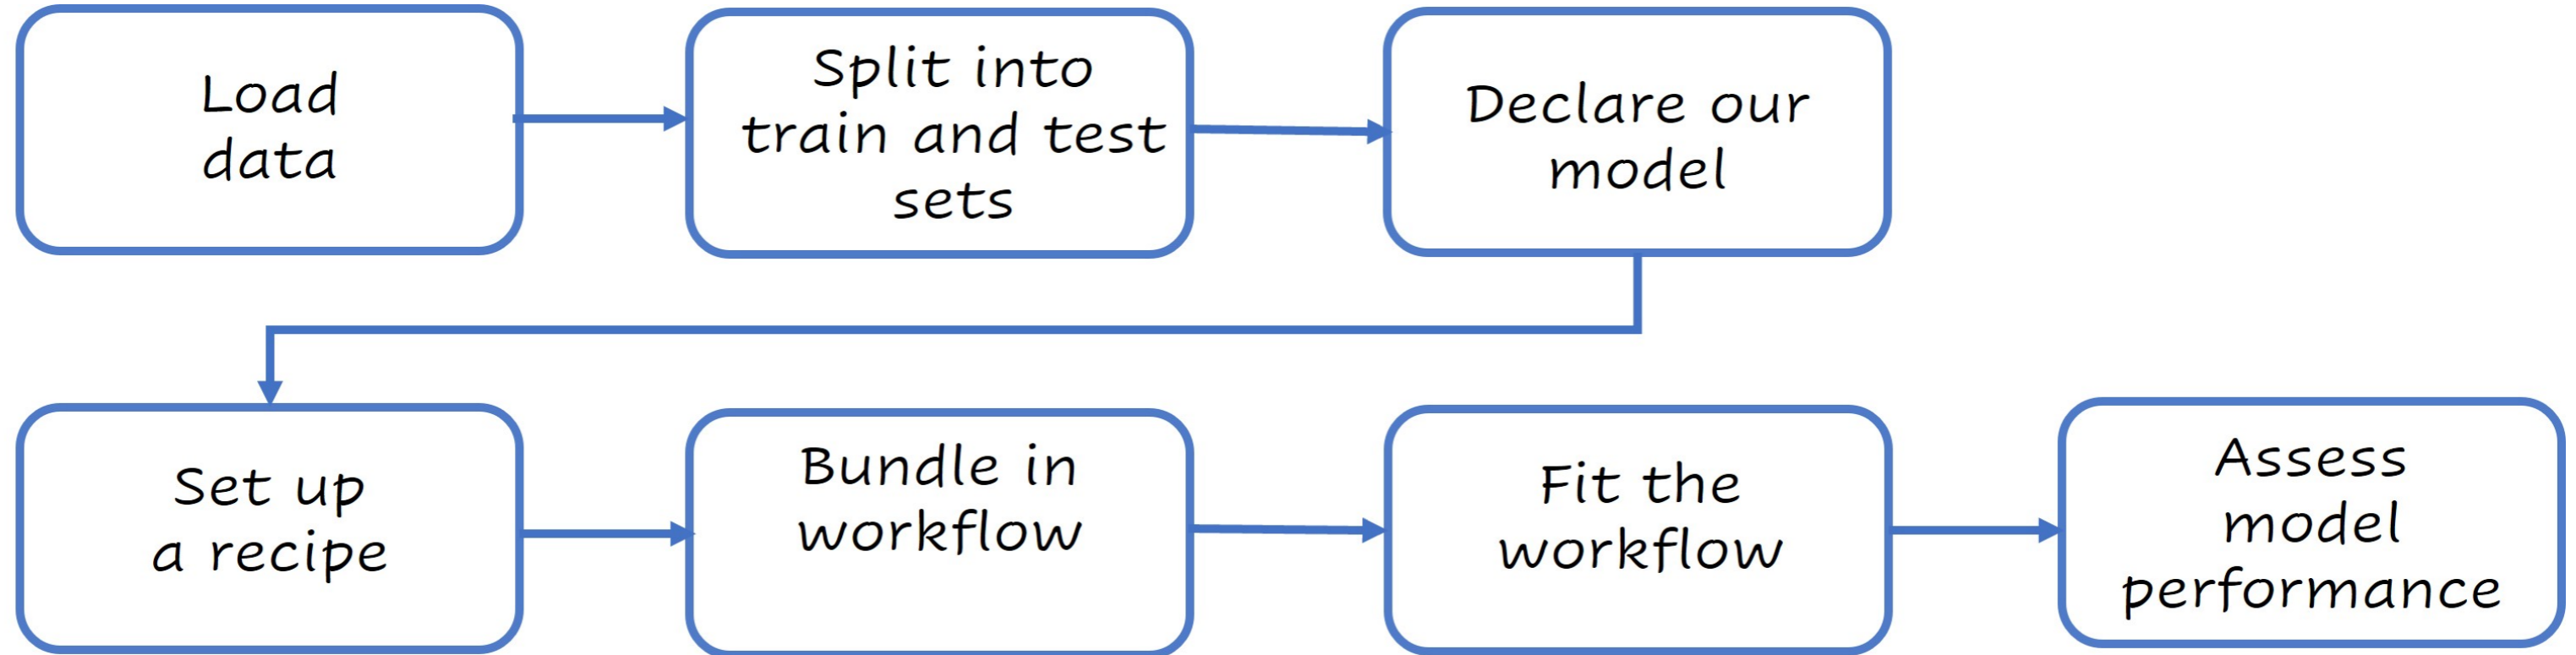 Load
data
Split into
train and test
sets
Declare our
model
Set up
a recipe
Bundle in
workflow
Fit the
workflow
Assess
model
performance